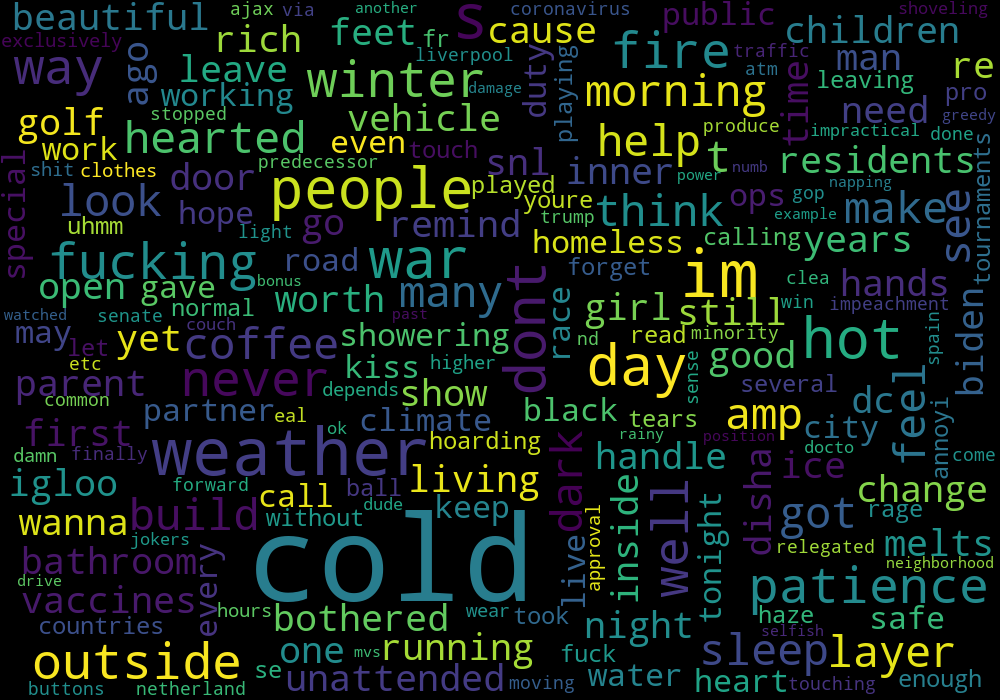 beautiful
ajax
via
another
s
coronavirus
public
shoveling
exclusively
rich
feet
fr
cause
fire
children
way
ago
leave
liverpool
duty
playing
traffic
man
re
working
winter
damage
morning
atm
time
leaving
need
pro
golf
stopped
vehicle
help
produce
impractical
done
greedy
hearted
even
touch
t
residents
work
predecessor
snl
inner
power
numb
napping
shit
clothes
door
people
played
youre
think
ops
gop
make
see
tournaments
special
look
hope
go
remind
trump
example
uhmm
light
homeless
calling
years
fucking
road
war
dont
forget
im
clea
hands
open
gave
bonus
worth
many
race
girl
still
win
impeachment
watched
senate
normal
past
spain
biden
may
let
yet
couch
coffee
showering
nd
read
minority
hot
etc
kiss
higher
day
sense
good
parent
never
depends
show
several
common
partner
eal
climate
black
tears
amp
dc
feel
first
ok
hoarding
dark
rainy
position
city
annoyi
damn
finally
weather
handle
docto
come
igloo
forward
ball
living
inside
well
disha
ice
change
call
dude
keep
wanna
build
without
cold
live
approval
tonight
got
rage
jokers
relegated
melts
bathroom
neighborhood
drive
every
patience
vaccines
hours
wear
took
haze
safe
countries
bothered
night
selfish
outside
one
mvs
running
fuck
sleep
layer
se
unattended
moving
water
heart
touching
enough
buttons
netherland